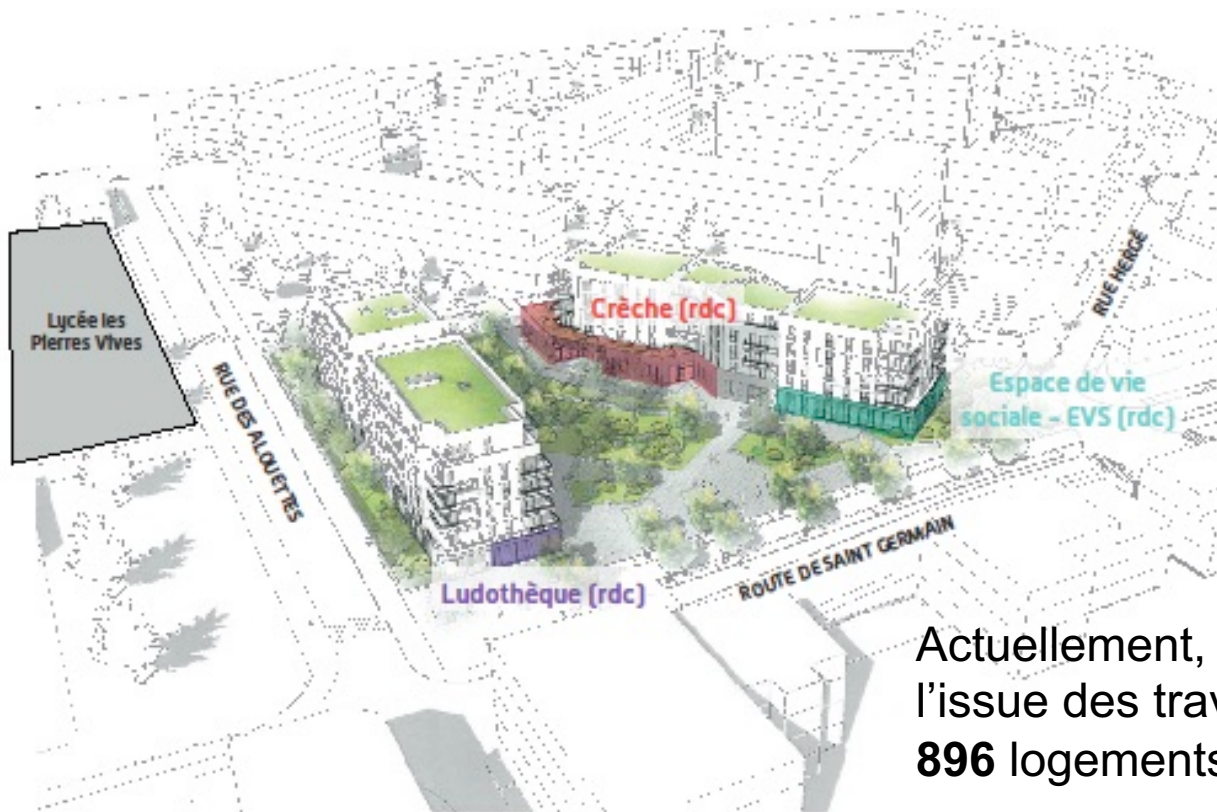 Lycée les
Pierres Vives
RUE DES ALOUETTES
Crèche (rdc)
RUE HERGÉ
Espace de vie
sociale - EVS (rdc)
Ludothèque (rdc)
ROUTE DE SAINT GERMAIN
Actuellement,
l’issue des trav
896 logements